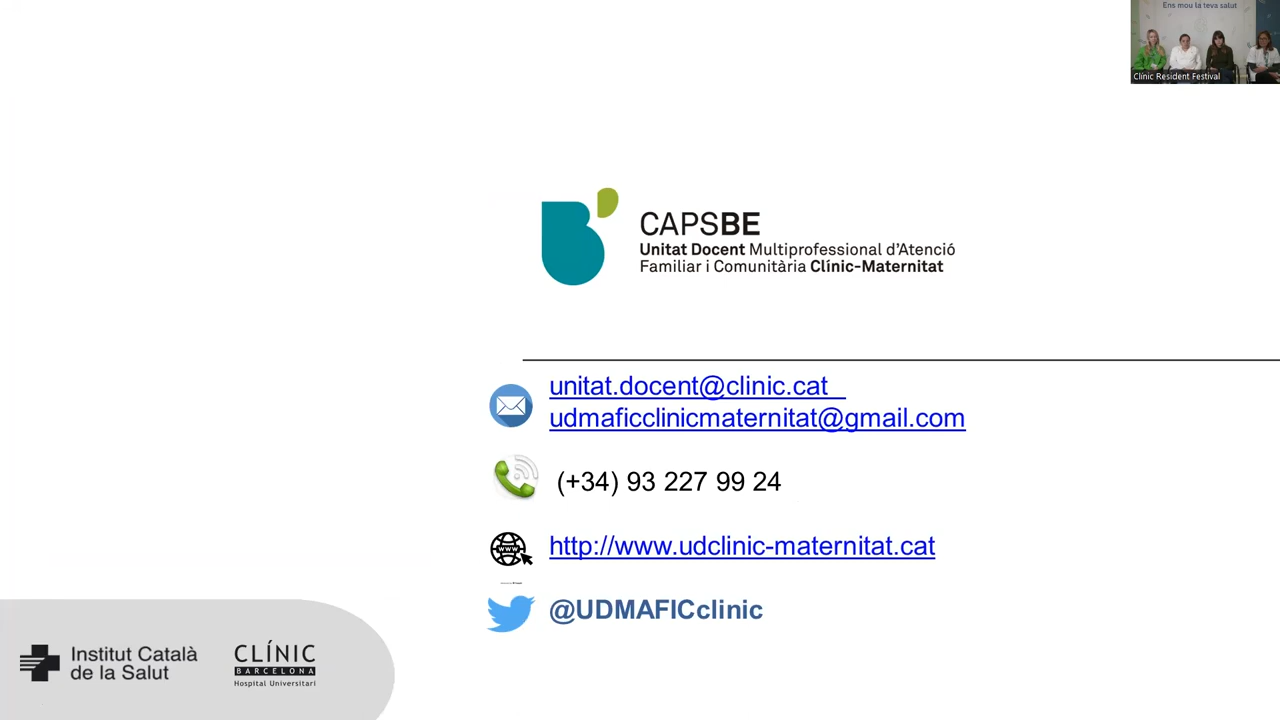 Ens mou la teva salut
Clínic Resident Festival
CAPSBE
Unitat Docent Multiprofessional d'Atenció
Familiar i Comunitària Clínic-Maternitat
unitat.docent@clinic.cat
udmaficclinicmaternitat@gmail.com
(+34) 93 227 99 24
WWW
http://www.udclinic-maternitat.cat
@UDMAFICclinic
Institut Català
de la Salut
CLÍNIC
BARCELONA
Hospital Universitari